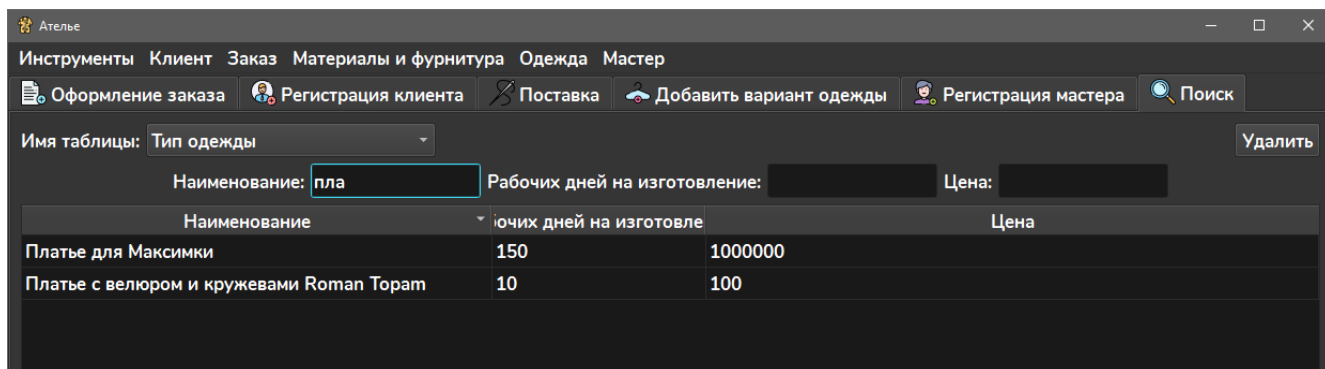 Ателье
Инструменты Клиент Заказ Материалы и фурнитура Одежда Мастер
Оформление заказа Регистрация клиента Поставка Добавить вариант одежды Регистрация мастера Поиск
Имя таблицы: Тип одежды Удалить
Наименование: пла Рабочих дней на изготовление: Цена:
Наименование очих дней на изготовле Цена
Платье для Максимки 150 1000000
Платье с велюром и кружевами Roman Topam 10 100